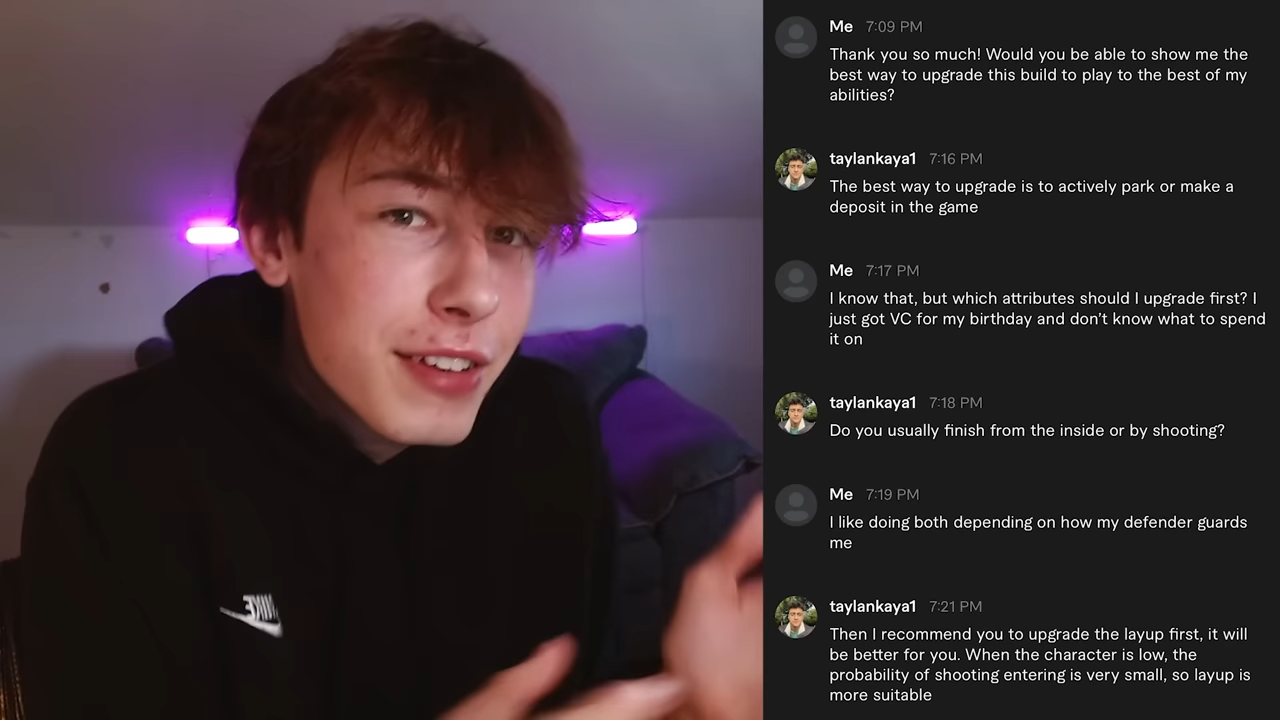 Me 7:09 PM
Thank you so much! Would you be able to show me the
best way to upgrade this build to play to the best of my
abilities?
taylankaya1 7:16 PM
The best way to upgrade is to actively park or make a
deposit in the game
Me 7:17 PM
I know that, but which attributes should I upgrade first? I
just got VC for my birthday and don't know what to spend
it on
taylankaya1 7:18 PM
Do you usually finish from the inside or by shooting?
Me 7:19 PM
I like doing both depending on how my defender guards
me
taylankaya1 7:21 PM
Then I recommend you to upgrade the layup first, it will
be better for you. When the character is low, the
probability of shooting entering is very small, so layup is
more suitable
NIKE